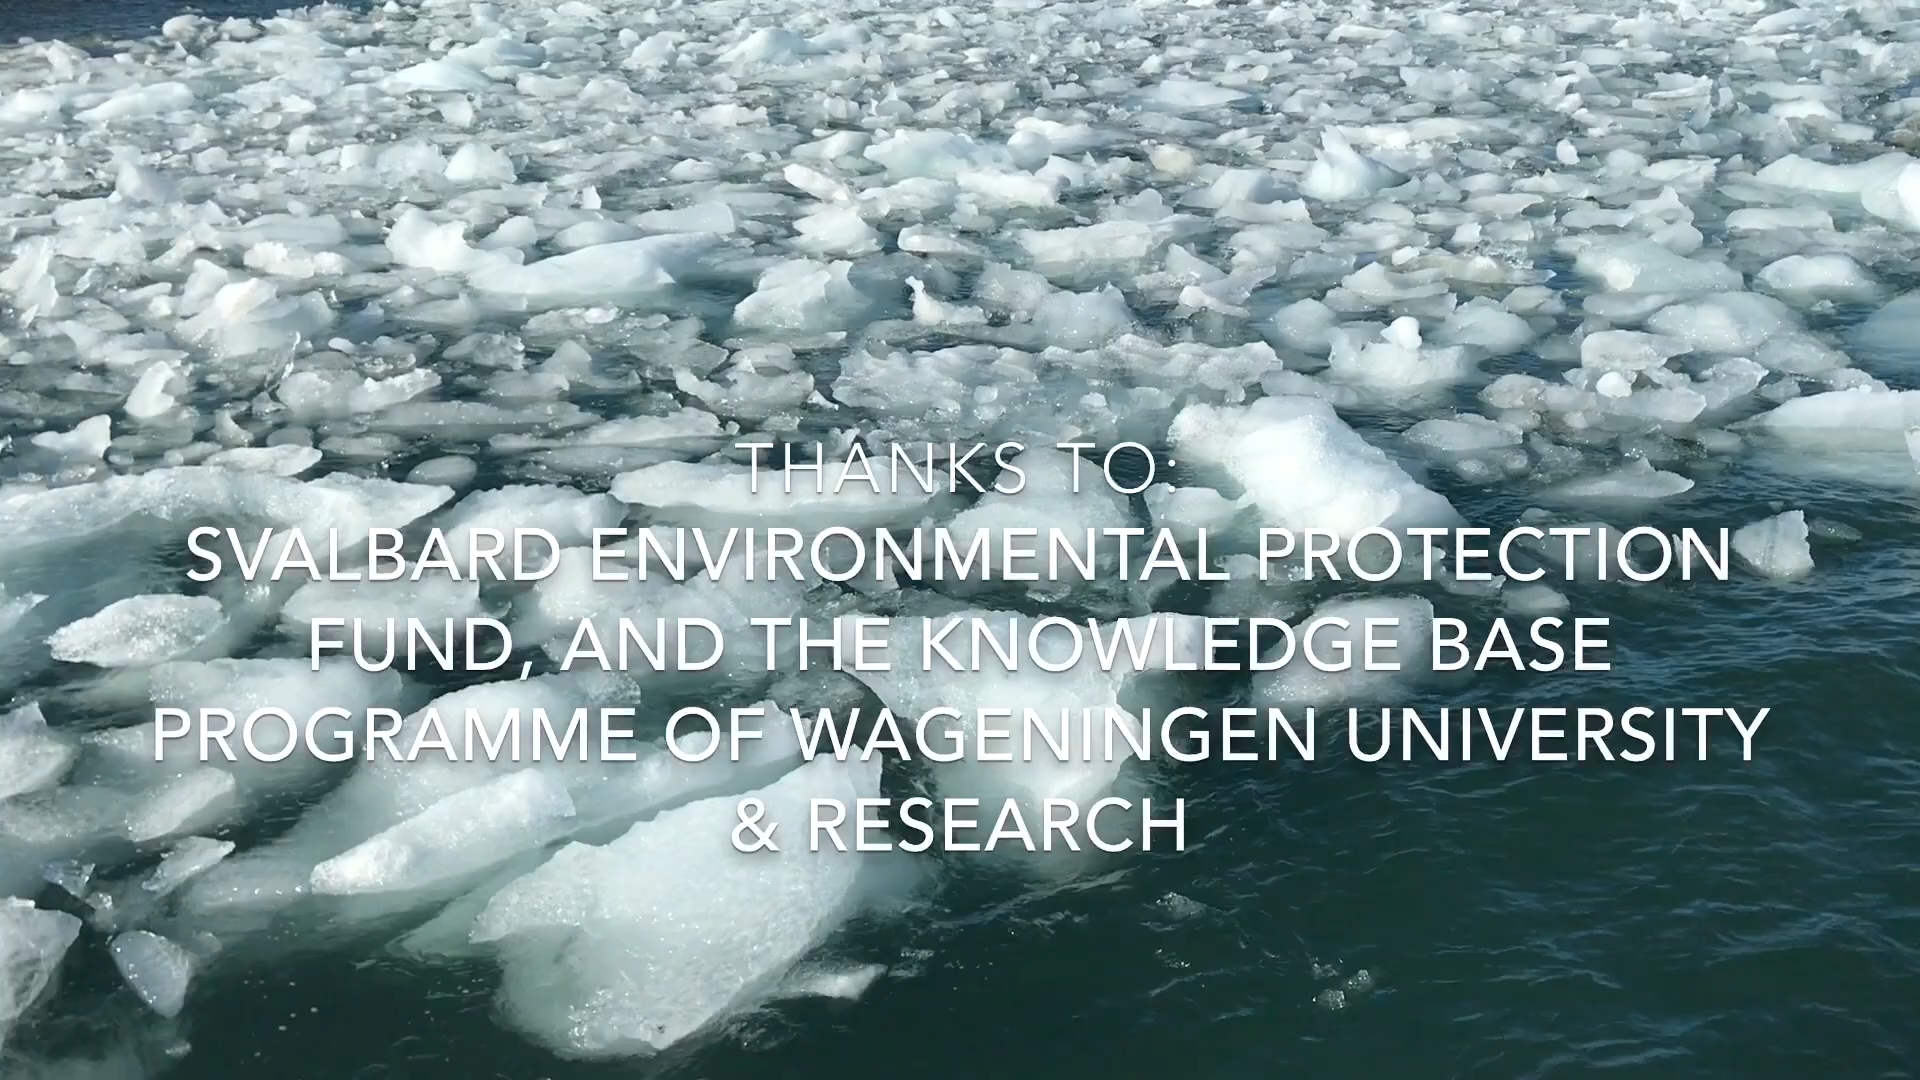 THANKS TO:
SVALBARD ENVIRONMENTAL PROTECTION
FUND, AND THE KNOWLEDGE BASE
PROGRAMME OF WAGENINGEN UNIVERSITY
& RESEARCH